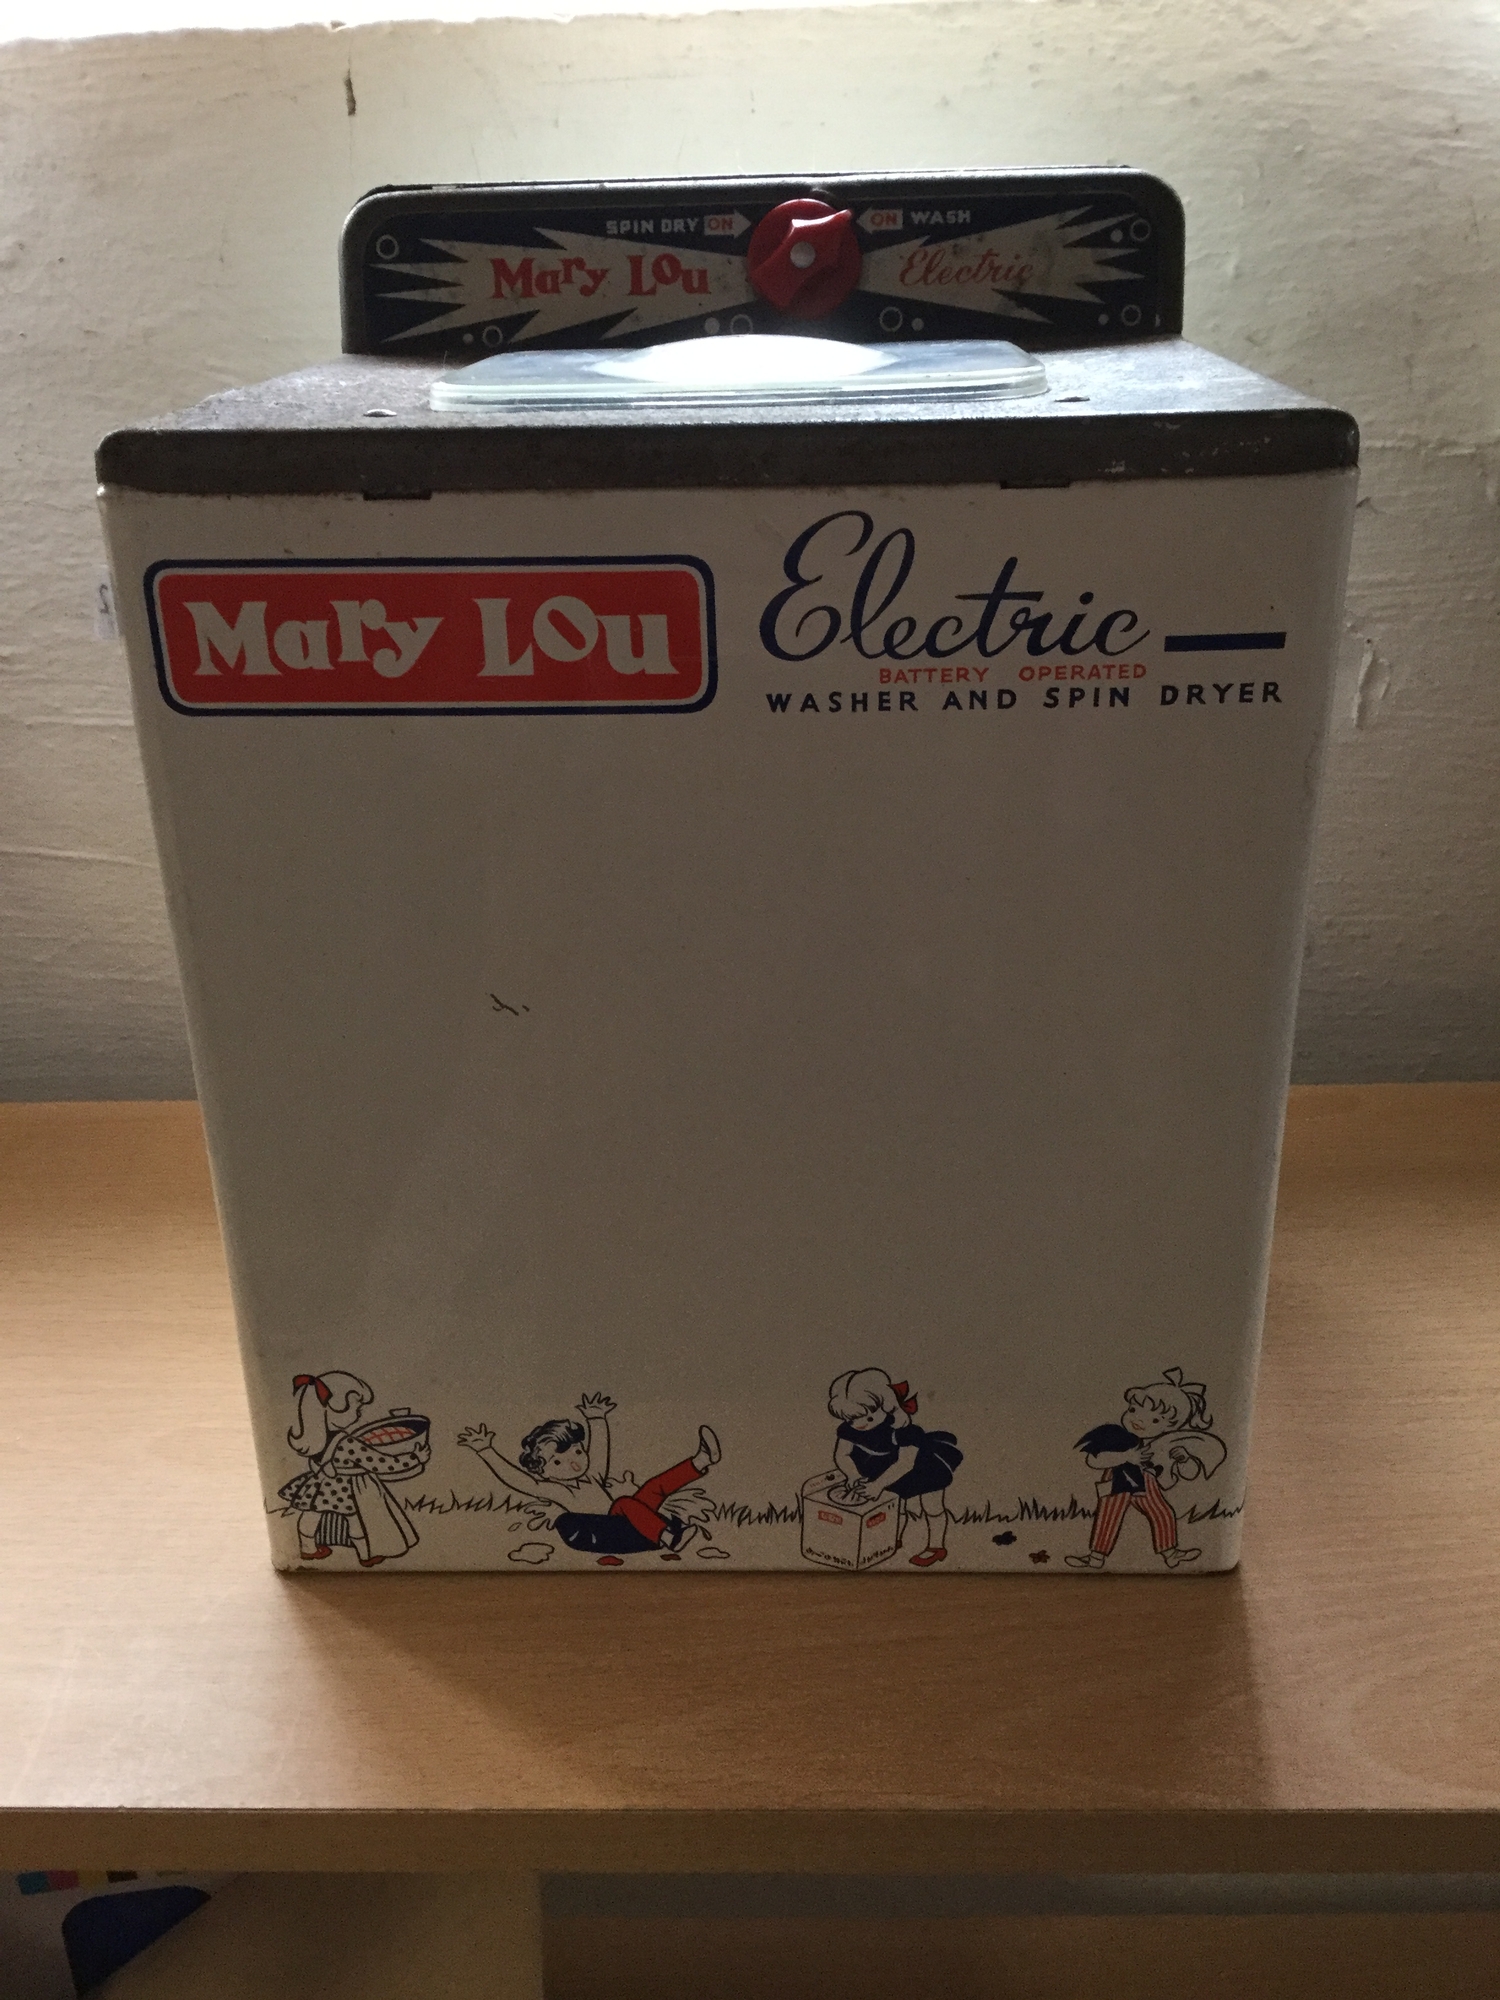 SPIN DRY ON ON WASH
Mary Lou Electric
Mary Lou Electric
BATTERY OPERATED
WASHER AND SPIN DRYER